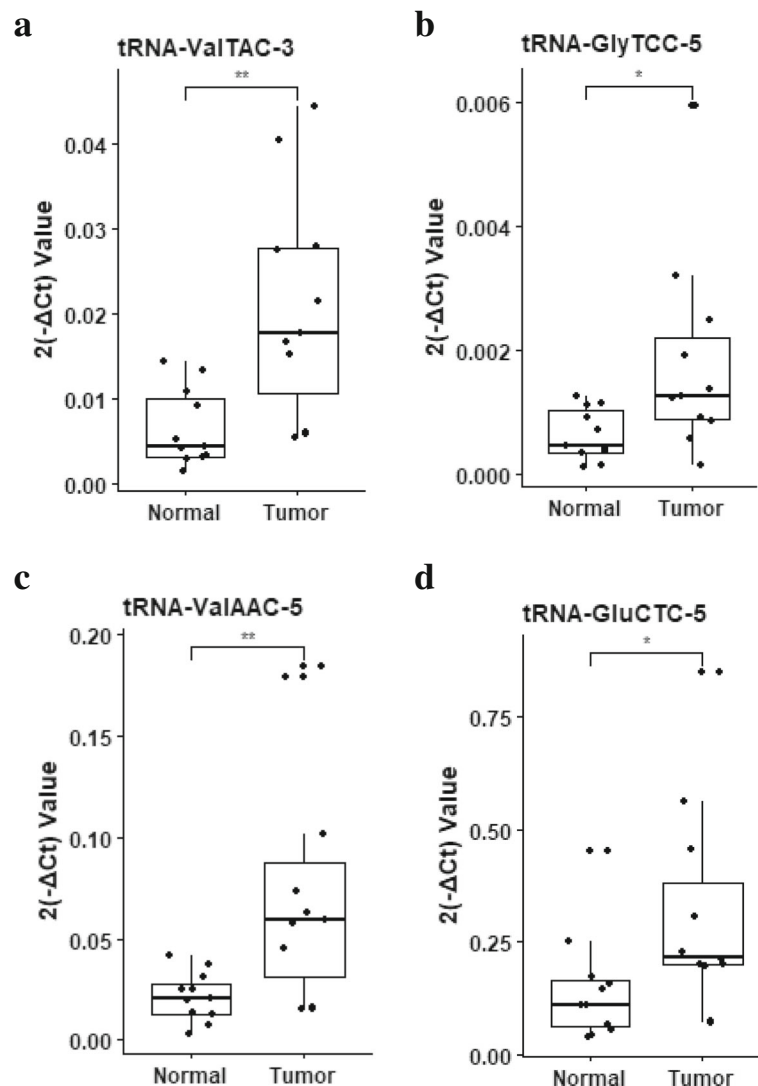 a
tRNA-ValTAC-3
**
2(-ΔCt) Value
0.04
0.03
0.02
0.01
0.00
Normal Tumor
b
tRNA-GlyTCC-5
*
2(-ΔCt) Value
0.006
0.004
0.002
0.000
Normal Tumor
c
tRNA-ValAAC-5
**
2(-ΔCt) Value
0.20
0.15
0.10
0.05
0.00
Normal Tumor
d
tRNA-GluCTC-5
*
2(-ΔCt) Value
0.75
0.50
0.25
0.00
Normal Tumor